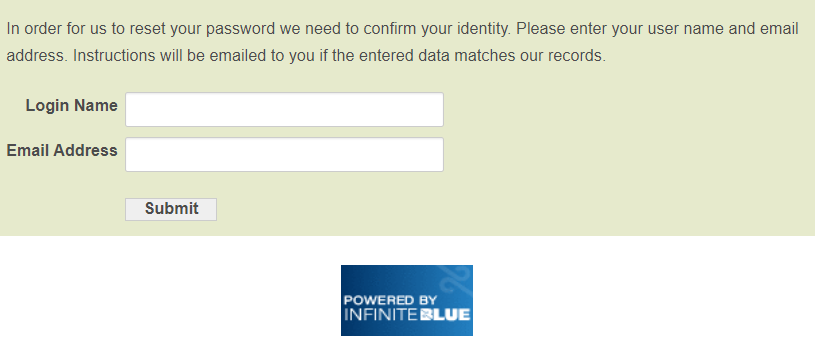 In order for us to reset your password we need to confirm your identity. Please enter your user name and email
address. Instructions will be emailed to you if the entered data matches our records.
Login Name
Email Address
Submit
POWERED BY
INFINITE BLUE